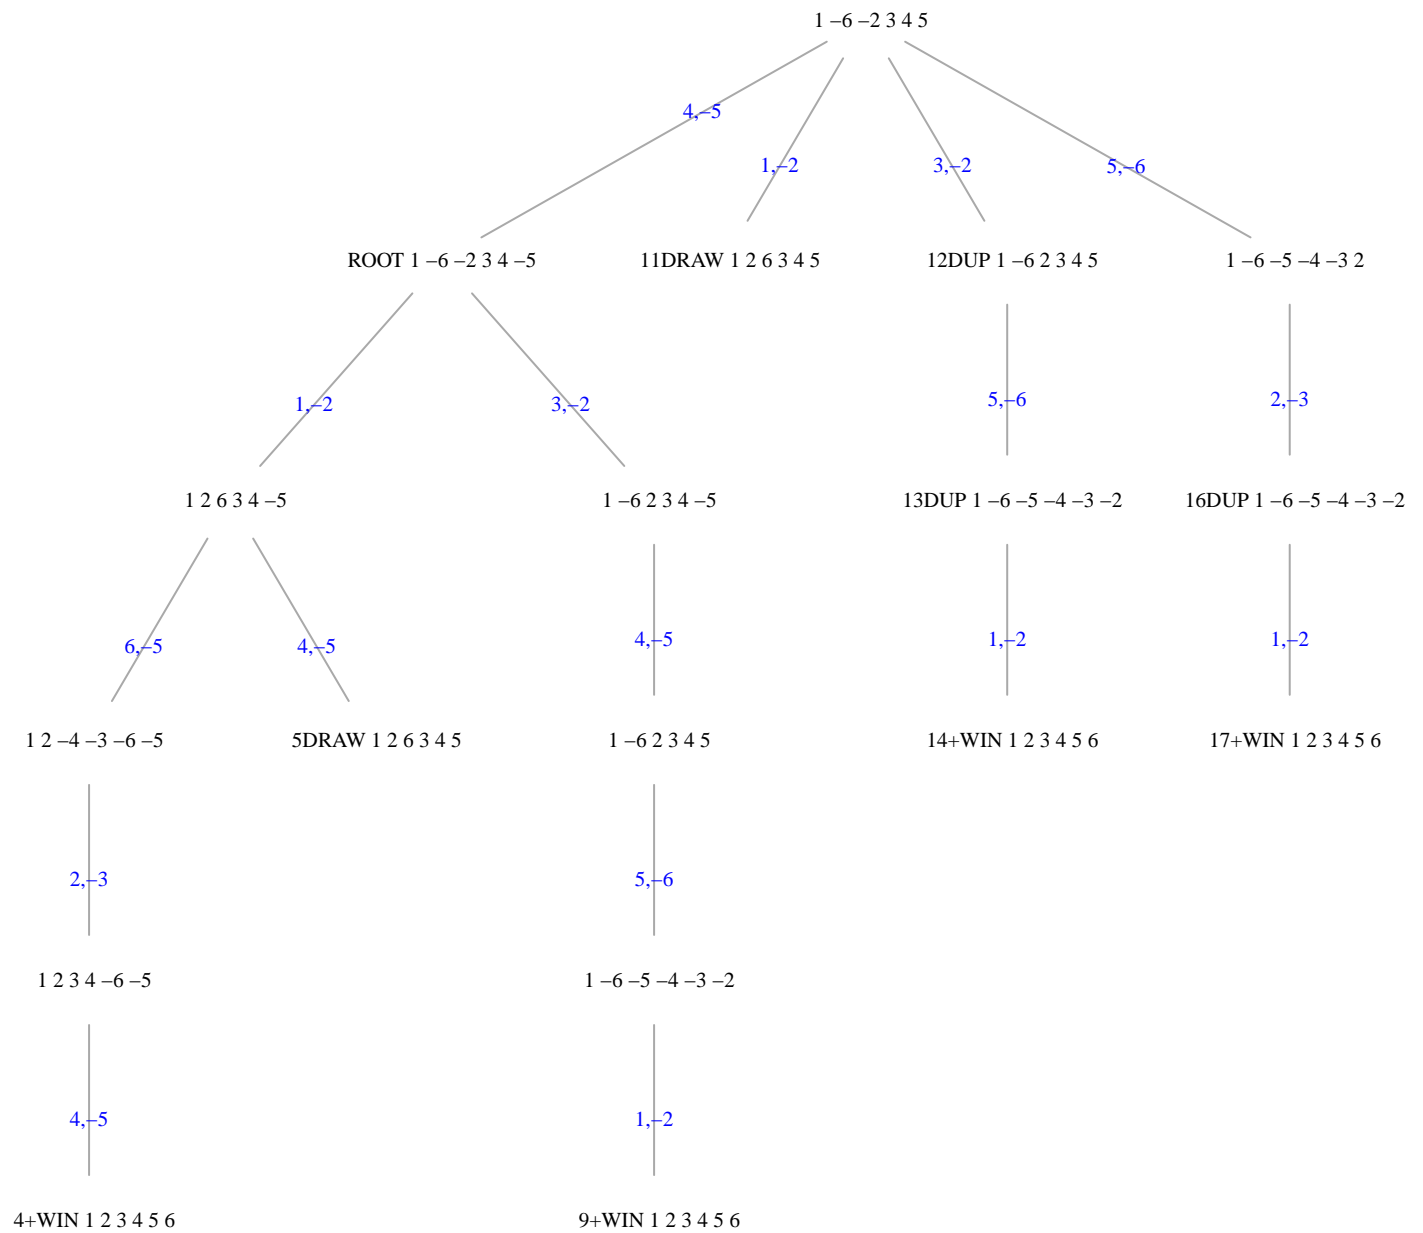 1 –6 –2 3 4 5
4,–5
1,–2
3,–2
5,–6
ROOT 1 –6 –2 3 4 –5
11DRAW 1 2 6 3 4 5
12DUP 1 –6 2 3 4 5
1 –6 –5 –4 –3 2
1,–2
3,–2
5,–6
2,–3
1 2 6 3 4 –5
1 –6 2 3 4 –5
13DUP 1 –6 –5 –4 –3 –2
16DUP 1 –6 –5 –4 –3 –2
6,–5
4,–5
4,–5
1,–2
1,–2
1 2 –4 –3 –6 –5
5DRAW 1 2 6 3 4 5
1 –6 2 3 4 5
14+WIN 1 2 3 4 5 6
17+WIN 1 2 3 4 5 6
2,–3
5,–6
1 2 3 4 –6 –5
1 –6 –5 –4 –3 –2
4,–5
1,–2
4+WIN 1 2 3 4 5 6
9+WIN 1 2 3 4 5 6